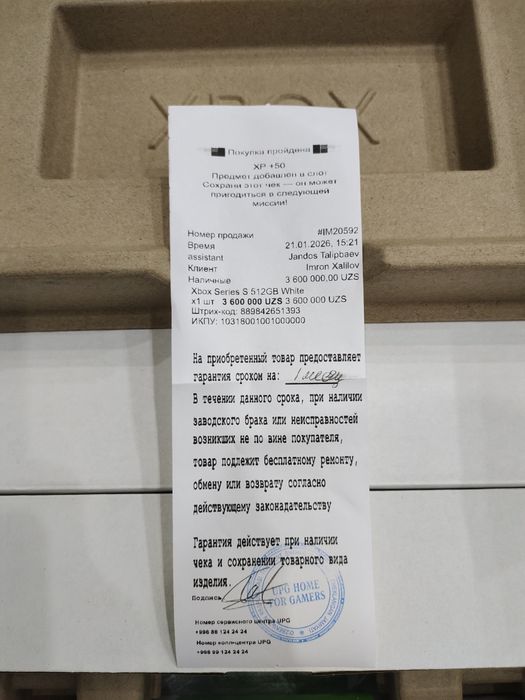 XBOX
Покупка пройдена
XP +50
Предмет добавлен в слот
Сохрани этот чек — он может
пригодиться в следующей
миссии!
Номер продажи #IM20592
Время 21.01.2026, 15:21
assistant Jandos Talipbaev
Клиент Imron Xalilov
Наличные 3 600 000,00 UZS
Xbox Series S 512GB White
x1 шт 3 600 000 UZS 3 600 000 UZS
Штрих-код: 889842651393
ИКПУ: 10318001001000000
На приобретенный товар предоставляет
гарантия сроком на: 1 месяц
В течении данного срока, при наличии
заводского брака или неисправностей
возникших не по вине покупателя,
товар подлежит бесплатному ремонту,
обмену или возврату согласно
действующему законадательству
Гарантия действует при наличии
чека и сохранении товарного вида
изделия.
Подпись
UPG HOME
FOR GAMERS
Номер сервисного центра UPG
+998 88 124 24 24
Номер колл-центра UPG
+998 99 124 24 24